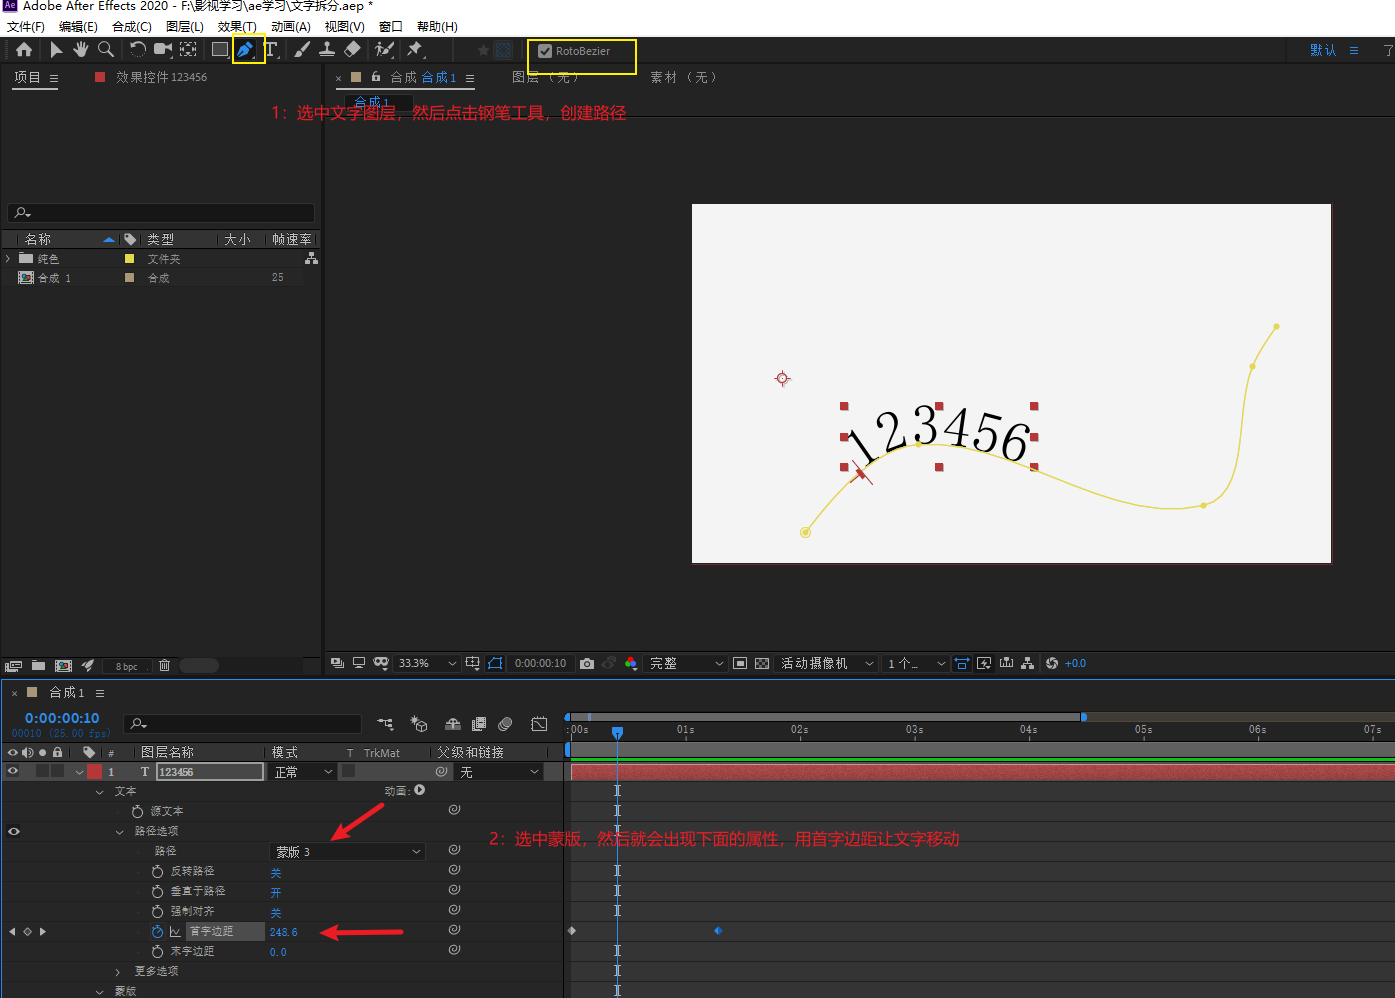 Adobe After Effects 2020 - F:\影视学习\ae学习\文字拆分.aep *
文件(F) 编辑(E) 合成(C) 图层(L) 效果(T) 动画(A) 视图(V) 窗口 帮助(H)
RotoBezier
默认
项目
效果控件 123456
合成 合成 1
图层 （无）
素材 （无）
合成 1
1：选中文字图层，然后点击钢笔工具，创建路径
名称 类型 大小 帧速率
纯色 文件夹
合成 1 合成 25
123456
8 bpc
33.3%
0:00:00:10
完整
活动摄像机
1 个...
+0.0
合成 1
0:00:00:10
00010 (25.00 fps)
:00s 01s 02s 03s 04s 05s 06s 07s
# 图层名称 模式 T TrkMat 父级和链接
1 T 123456 正常 无
文本 动画:
源文本
路径选项
2：选中蒙版，然后就会出现下面的属性，用首字边距让文字移动
路径 蒙版 3
反转路径 关
垂直于路径 开
强制对齐 关
首字边距 248.6
末字边距 0.0
更多选项
蒙版